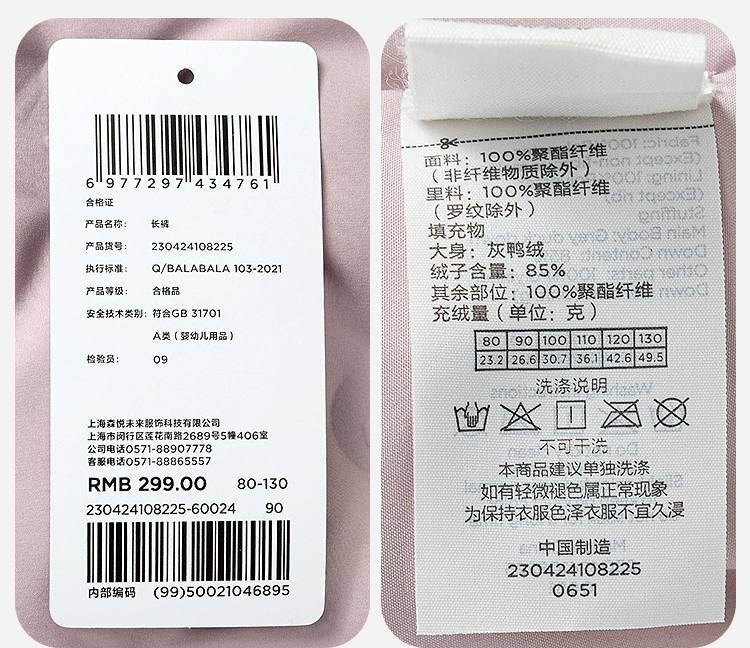 6 977297 434761
合格证
产品名称: 长裤
产品货号: 230424108225
执行标准: Q/BALABALA 103-2021
产品等级: 合格品
安全技术类别: 符合GB 31701
A类 (婴幼儿用品)
检验员: 09
上海森悦未来服饰科技有限公司
上海市闵行区莲花南路2689号5幢406室
公司电话0571-88907778
客服电话0571-88865557
RMB 299.00 80-130
230424108225-60024 90
内部编码 (99)50021046895
面料: 100%聚酯纤维
(非纤维物质除外)
里料: 100%聚酯纤维
(罗纹除外)
填充物
大身: 灰鸭绒
绒子含量: 85%
其余部位: 100%聚酯纤维
充绒量 (单位: 克)
80 90 100 110 120 130
23.2 26.6 30.7 36.1 42.6 49.5
洗涤说明
不可干洗
本商品建议单独洗涤
如有轻微褪色属正常现象
为保持衣服色泽衣服不宜久浸
中国制造
230424108225
0651